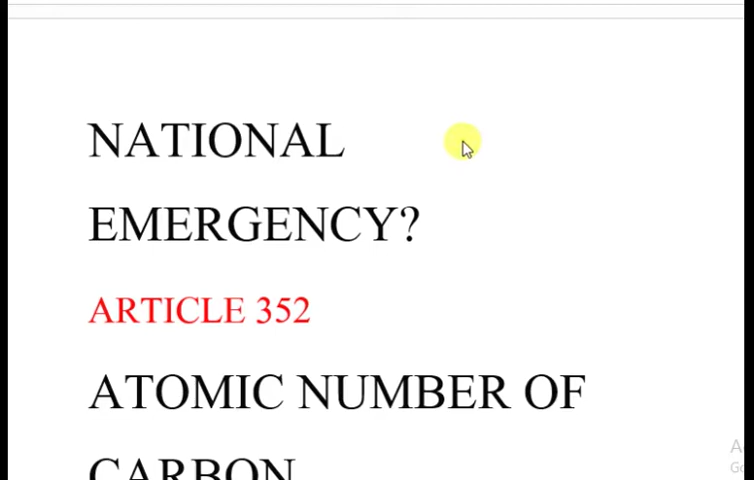 NATIONAL
EMERGENCY?
ARTICLE 352
ATOMIC NUMBER OF
CARBON